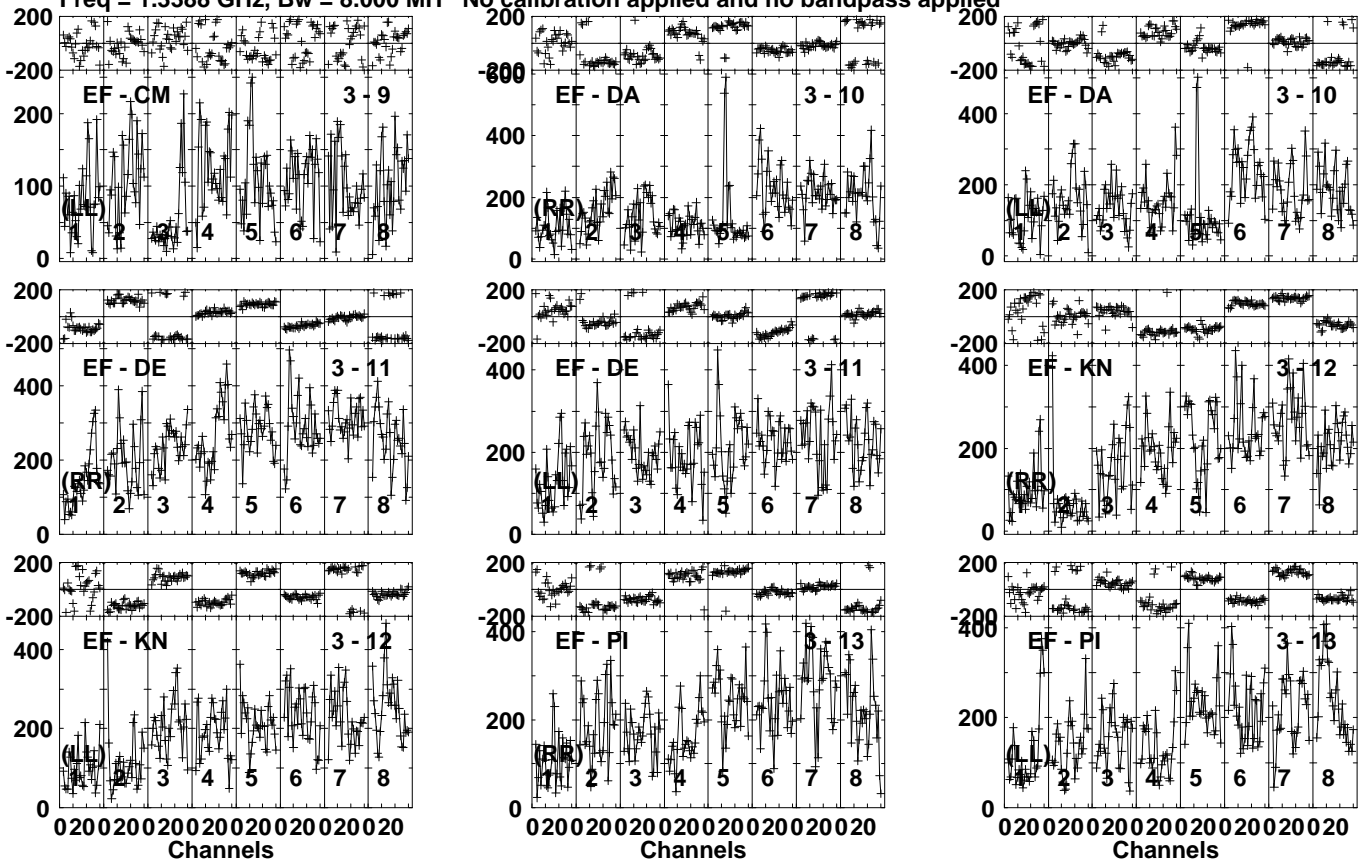 Freq = 1.5388 GHz, Bw = 8.000 MH No calibration applied and no bandpass applied
200 200 200
-200 -200 -200
EF - CM 3 - 9
200
100
0
(LL)
1 2 3 4 5 6 7 8
600
EF - DA 3 - 10
400
200
0
(RR)
1 2 3 4 5 6 7 8
EF - DA 3 - 10
400
200
0
(LL)
1 2 3 4 5 6 7 8
200 200 200
-200 -200 -200
EF - DE 3 - 11
400
200
0
(RR)
1 2 3 4 5 6 7 8
EF - DE 3 - 11
400
200
0
(LL)
1 2 3 4 5 6 7 8
EF - KN 3 - 12
400
200
0
(RR)
1 2 3 4 5 6 7 8
200 200 200
-200 -200 -200
EF - KN 3 - 12
400
200
0
(LL)
1 2 3 4 5 6 7 8
EF - PI 3 - 13
400
200
0
(RR)
1 2 3 4 5 6 7 8
EF - PI 3 - 13
400
200
0
(LL)
1 2 3 4 5 6 7 8
0 20 0 20 0 20 0 20 0 20 0 20 0 20 0 20
Channels
0 20 0 20 0 20 0 20 0 20 0 20 0 20 0 20
Channels
0 20 0 20 0 20 0 20 0 20 0 20 0 20 0 20
Channels